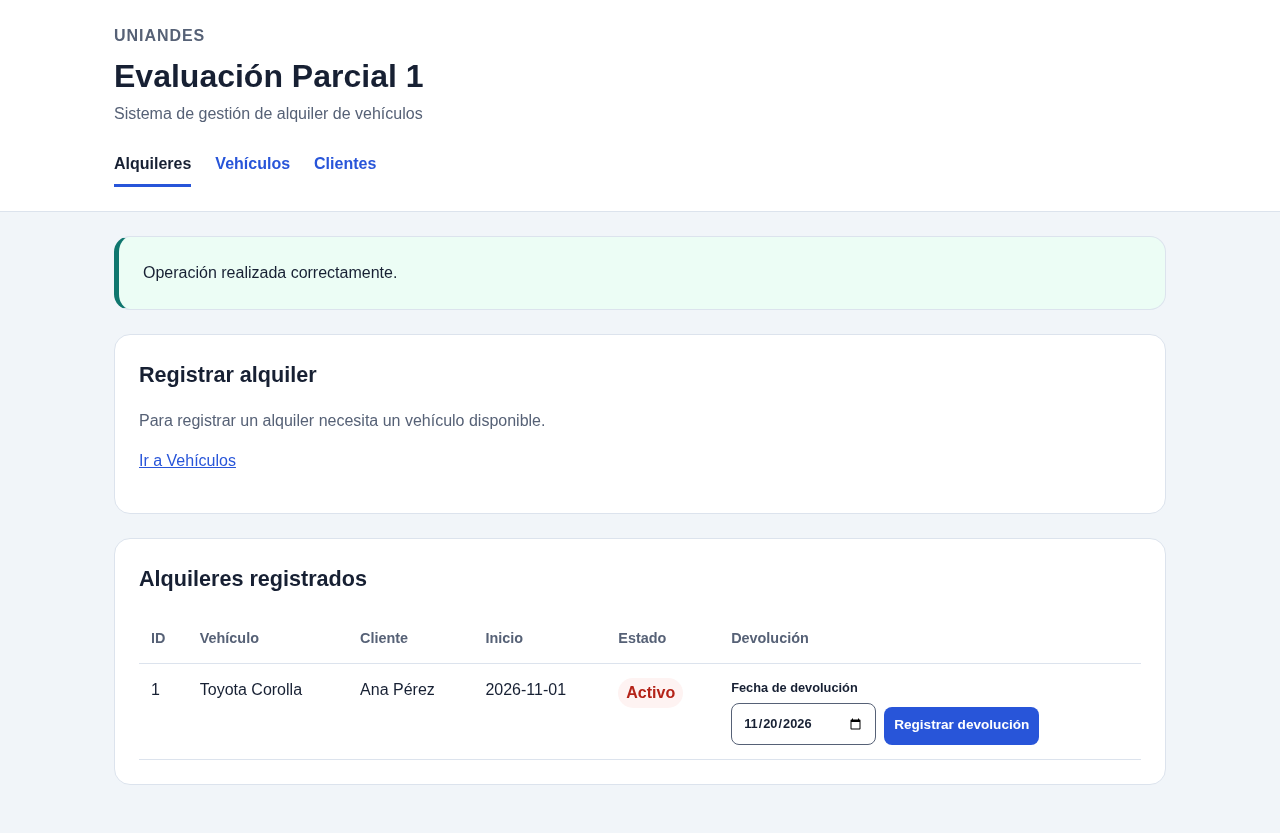 UNIANDES
Evaluación Parcial 1
Sistema de gestión de alquiler de vehículos
Alquileres Vehículos Clientes
Operación realizada correctamente.
Registrar alquiler
Para registrar un alquiler necesita un vehículo disponible.
Ir a Vehículos
Alquileres registrados
ID Vehículo Cliente Inicio Estado Devolución
1 Toyota Corolla Ana Pérez 2026-11-01 Activo Fecha de devolución
11/20/2026 Registrar devolución